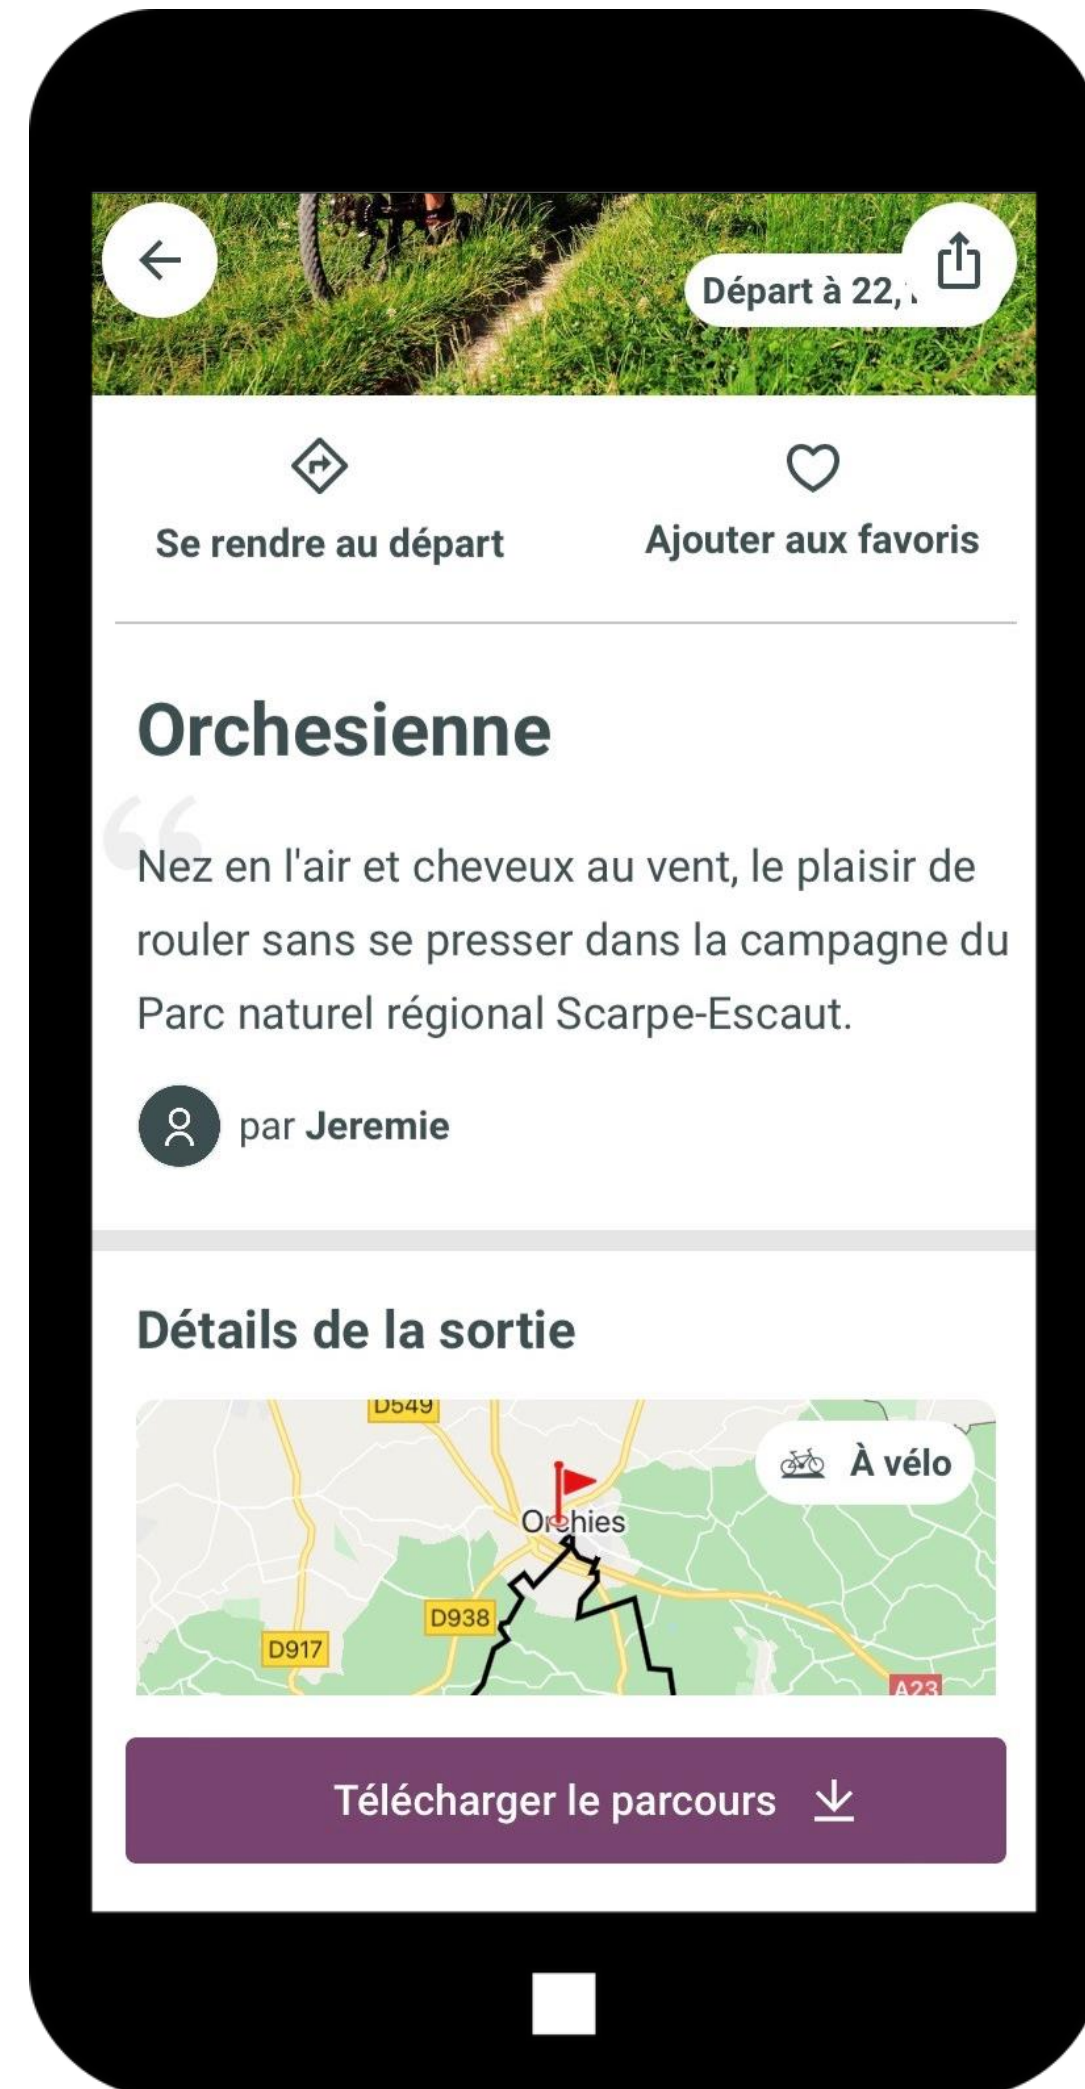 Départ à 22,
Se rendre au départ
Ajouter aux favoris
Orchesienne
“
Nez en l'air et cheveux au vent, le plaisir de
rouler sans se presser dans la campagne du
Parc naturel régional Scarpe-Escaut.
par Jeremie
Détails de la sortie
D549
À vélo
Orchies
D938
D917
A23
Télécharger le parcours